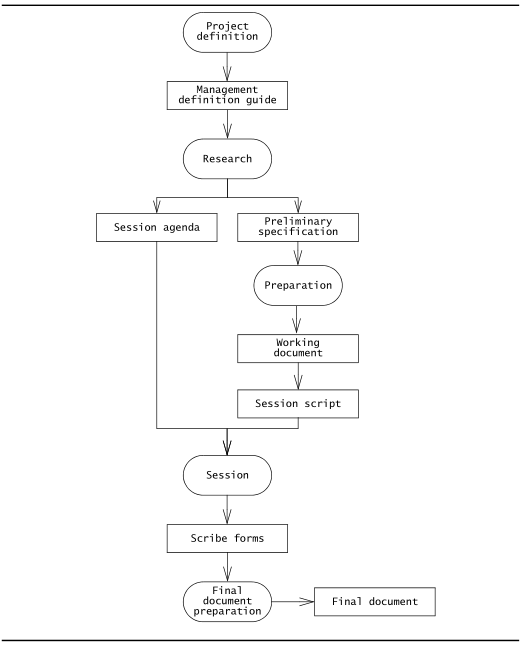 Project
definition
Management
definition guide
Research
Session agenda
Preliminary
specification
Preparation
Working
document
Session script
Session
Scribe forms
Final
document
preparation
Final document